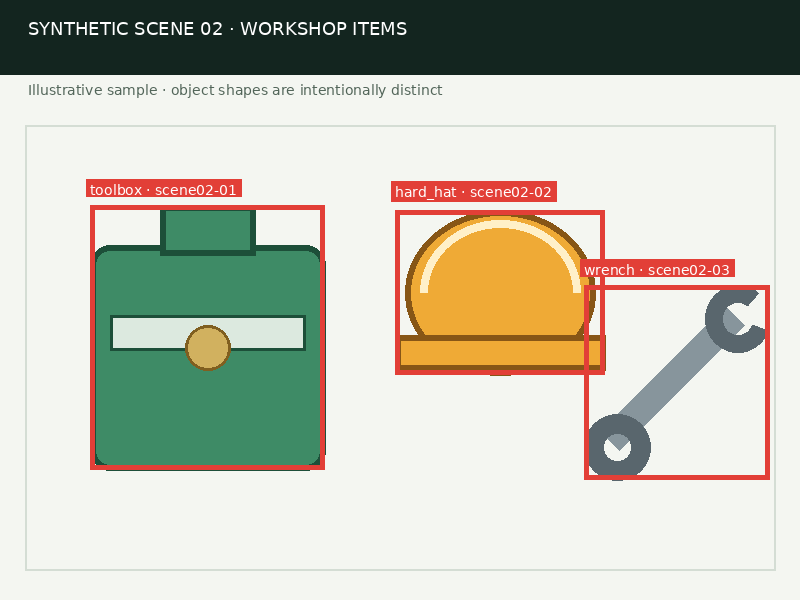 SYNTHETIC SCENE 02 · WORKSHOP ITEMS
Illustrative sample · object shapes are intentionally distinct
toolbox · scene02-01
hard_hat · scene02-02
wrench · scene02-03